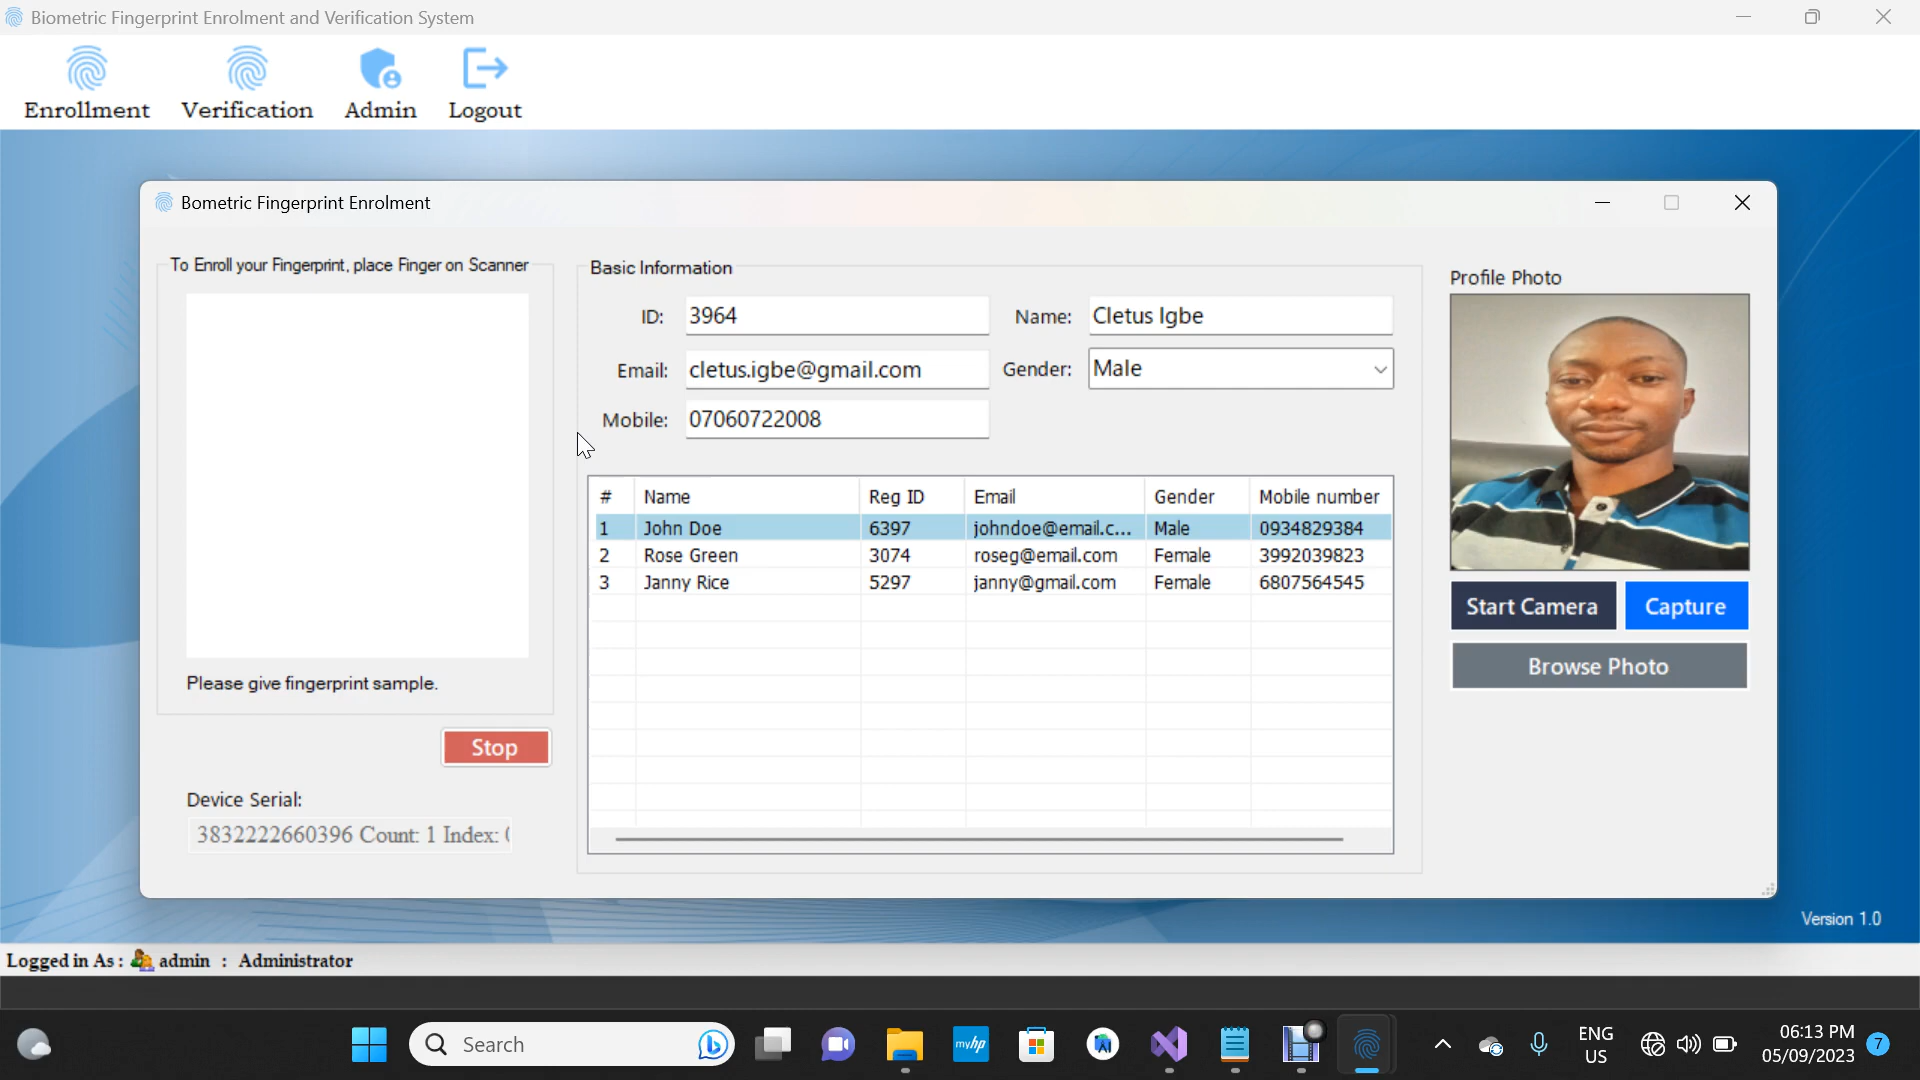 Biometric Fingerprint Enrolment and Verification System
Enrollment Verification Admin Logout
Bometric Fingerprint Enrolment
To Enroll your Fingerprint, place Finger on Scanner
Please give fingerprint sample.
Stop
Device Serial:
3832222660396 Count: 1 Index: (
Basic Information
ID: 3964 Name: Cletus Igbe
Email: cletus.igbe@gmail.com Gender: Male
Mobile: 07060722008
# Name Reg ID Email Gender Mobile number
1 John Doe 6397 johndoe@email.c... Male 0934829384
2 Rose Green 3074 roseg@email.com Female 3992039823
3 Janny Rice 5297 janny@gmail.com Female 6807564545
Profile Photo
Start Camera Capture
Browse Photo
Version 1.0
Logged in As : admin : Administrator
Search
myhp
ENG
US
06:13 PM
05/09/2023
7